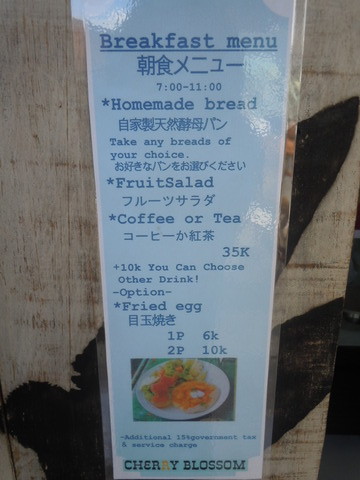 Breakfast menu
朝食メニュー
7:00-11:00
*Homemade bread
自家製天然酵母パン
Take any breads of
your choice.
お好きなパンをお選びください
*FruitSalad
フルーツサラダ
*Coffee or Tea
コーヒーか紅茶
35K
+10k You Can Choose
Other Drink!
-Option-
*Fried egg
目玉焼き
1P 6k
2P 10k
-Additional 15%government tax
& service charge
CHERRY BLOSSOM